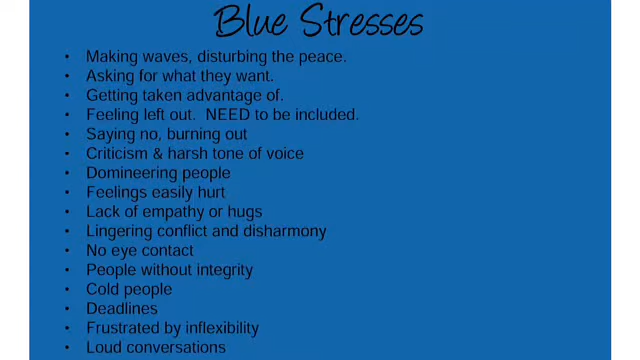 Blue Stresses
• Making waves, disturbing the peace.
• Asking for what they want.
• Getting taken advantage of.
• Feeling left out. NEED to be included.
• Saying no, burning out
• Criticism & harsh tone of voice
• Domineering people
• Feelings easily hurt
• Lack of empathy or hugs
• Lingering conflict and disharmony
• No eye contact
• People without integrity
• Cold people
• Deadlines
• Frustrated by inflexibility
• Loud conversations